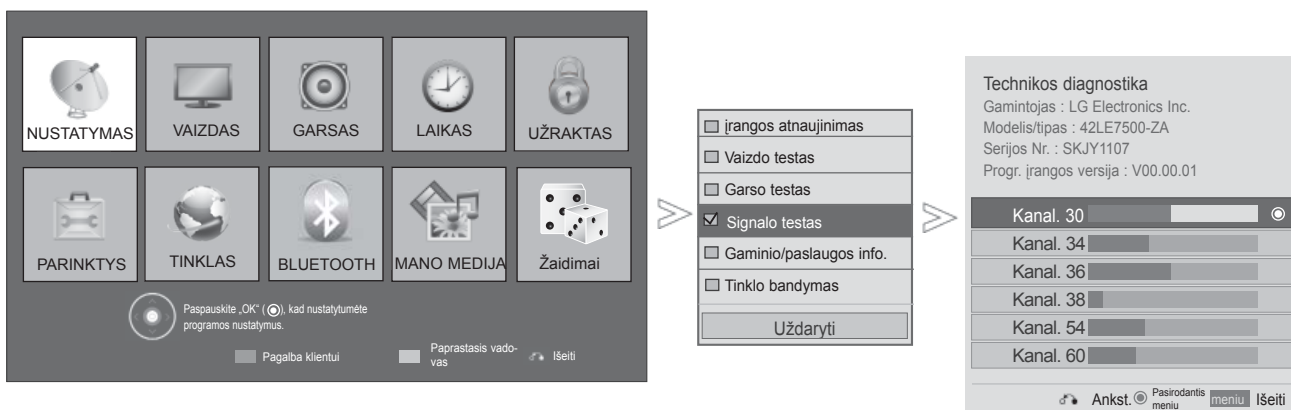 NUSTATYMAS
VAIZDAS
GARSAS
LAIKAS
UŽRAKTAS
PARINKTYS
TINKLAS
BLUETOOTH
MANO MEDIJA
Žaidimai
Paspauskite „OK“ ( ), kad nustatytumėte
programos nustatymus.
Pagalba klientui
Paprastasis vado-
vas
Išeiti
įrangos atnaujinimas
Vaizdo testas
Garso testas
Signalo testas
Gaminio/paslaugos info.
Tinklo bandymas
Uždaryti
Technikos diagnostika
Gamintojas : LG Electronics Inc.
Modelis/tipas : 42LE7500-ZA
Serijos Nr. : SKJY1107
Progr. įrangos versija : V00.00.01
Kanal. 30
Kanal. 34
Kanal. 36
Kanal. 38
Kanal. 54
Kanal. 60
Ankst.
Pasirodantis
meniu
meniu
Išeiti